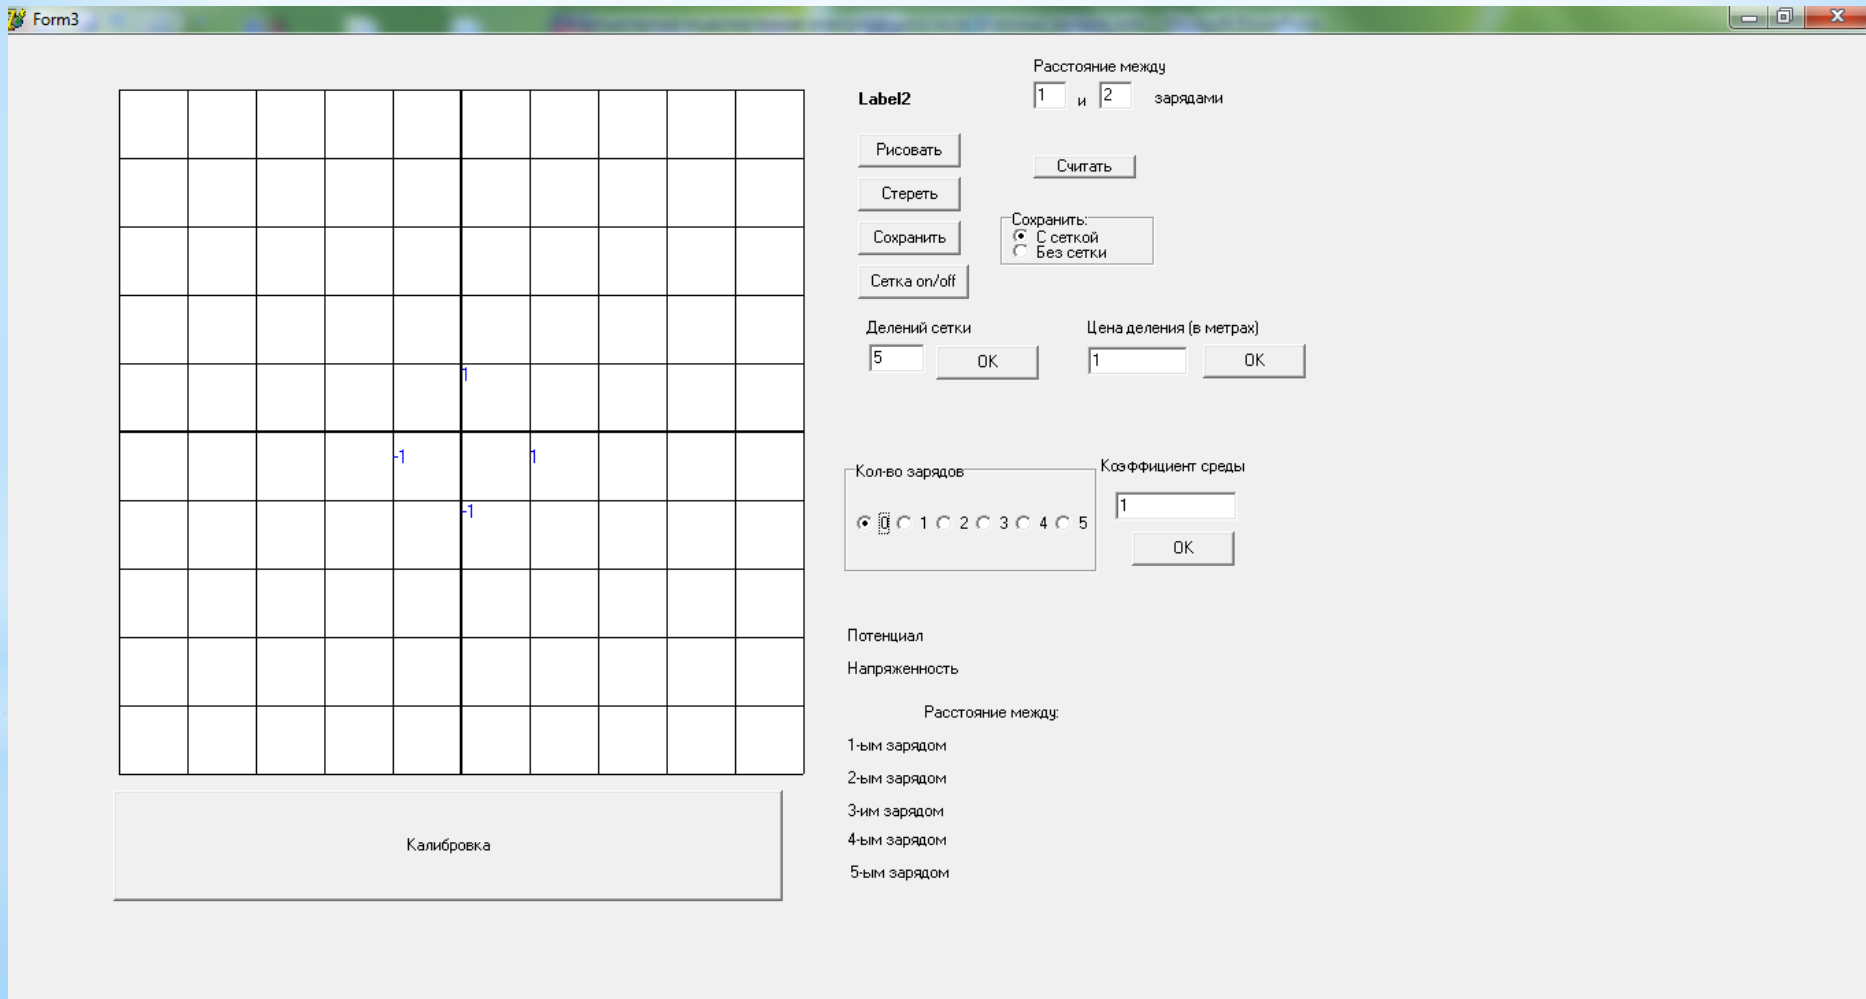 Form3
Расстояние между
1 и 2 зарядами
Label2
Рисовать
Считать
Стереть
Сохранить
Сохранить:
С сеткой
Без сетки
Сетка on/off
Делений сетки
5 OK
Цена деления (в метрах)
1 OK
1
-1 1
-1
Кол-во зарядов
0 1 2 3 4 5
Коэффициент среды
1
OK
Потенциал
Напряженность
Расстояние между:
1-ым зарядом
2-ым зарядом
3-им зарядом
4-ым зарядом
5-ым зарядом
Калибровка